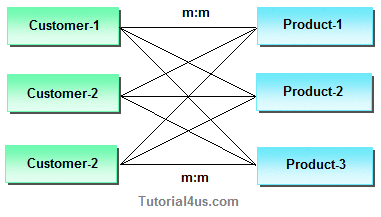 Customer-1
m:m
Product-1
Customer-2
Product-2
Customer-2
Product-3
m:m
Tutorial4us.com